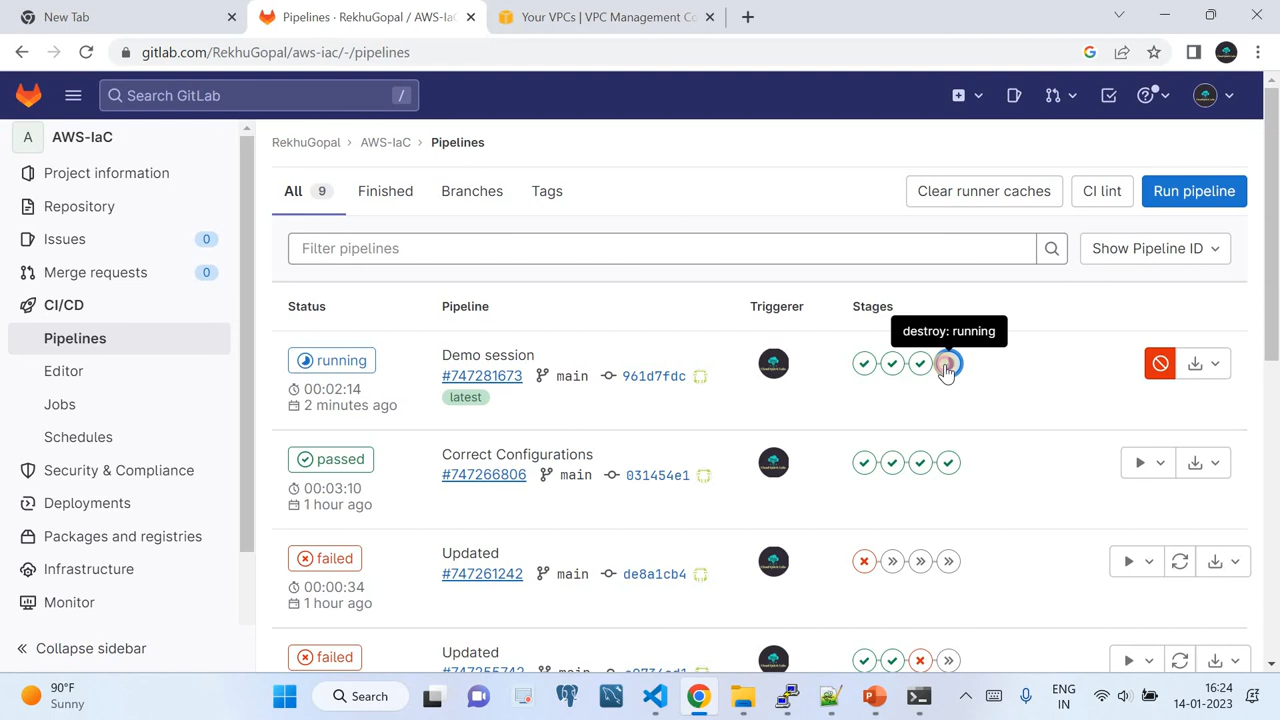 New Tab
Pipelines · RekhuGopal / AWS-IaC
Your VPCs | VPC Management Co
gitlab.com/RekhuGopal/aws-iac/-/pipelines
Search GitLab
/
A AWS-IaC
Project information
Repository
Issues 0
Merge requests 0
CI/CD
Pipelines
Editor
Jobs
Schedules
Security & Compliance
Deployments
Packages and registries
Infrastructure
Monitor
Collapse sidebar
RekhuGopal > AWS-IaC > Pipelines
All 9 Finished Branches Tags
Clear runner caches CI lint Run pipeline
Filter pipelines
Show Pipeline ID
Status Pipeline Triggerer Stages
destroy: running
running
00:02:14
2 minutes ago
Demo session
#747281673 main 961d7fdc
latest
passed
00:03:10
1 hour ago
Correct Configurations
#747266806 main 031454e1
failed
00:00:34
1 hour ago
Updated
#747261242 main de8a1cb4
failed
Updated
90°F
Sunny
Search
ENG
IN
16:24
14-01-2023